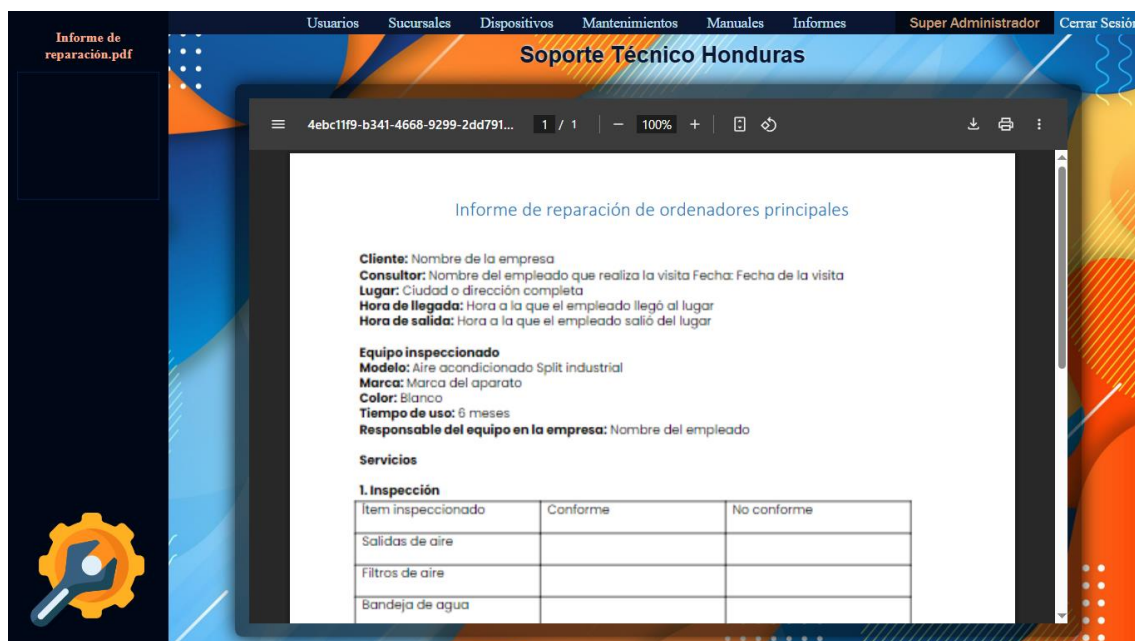 Usuarios Sucursales Dispositivos Mantenimientos Manuales Informes Super Administrador Cerrar Sesión
Informe de
reparación.pdf
Soporte Técnico Honduras
4ebc11f9-b341-4668-9299-2dd791... 1 / 1 100%
Informe de reparación de ordenadores principales
Cliente: Nombre de la empresa
Consultor: Nombre del empleado que realiza la visita Fecha: Fecha de la visita
Lugar: Ciudad o dirección completa
Hora de llegada: Hora a la que el empleado llegó al lugar
Hora de salida: Hora a la que el empleado salió del lugar
Equipo inspeccionado
Modelo: Aire acondicionado Split industrial
Marca: Marca del aparato
Color: Blanco
Tiempo de uso: 6 meses
Responsable del equipo en la empresa: Nombre del empleado
Servicios
1. Inspección
Ítem inspeccionado Conforme No conforme
Salidas de aire
Filtros de aire
Bandeja de agua